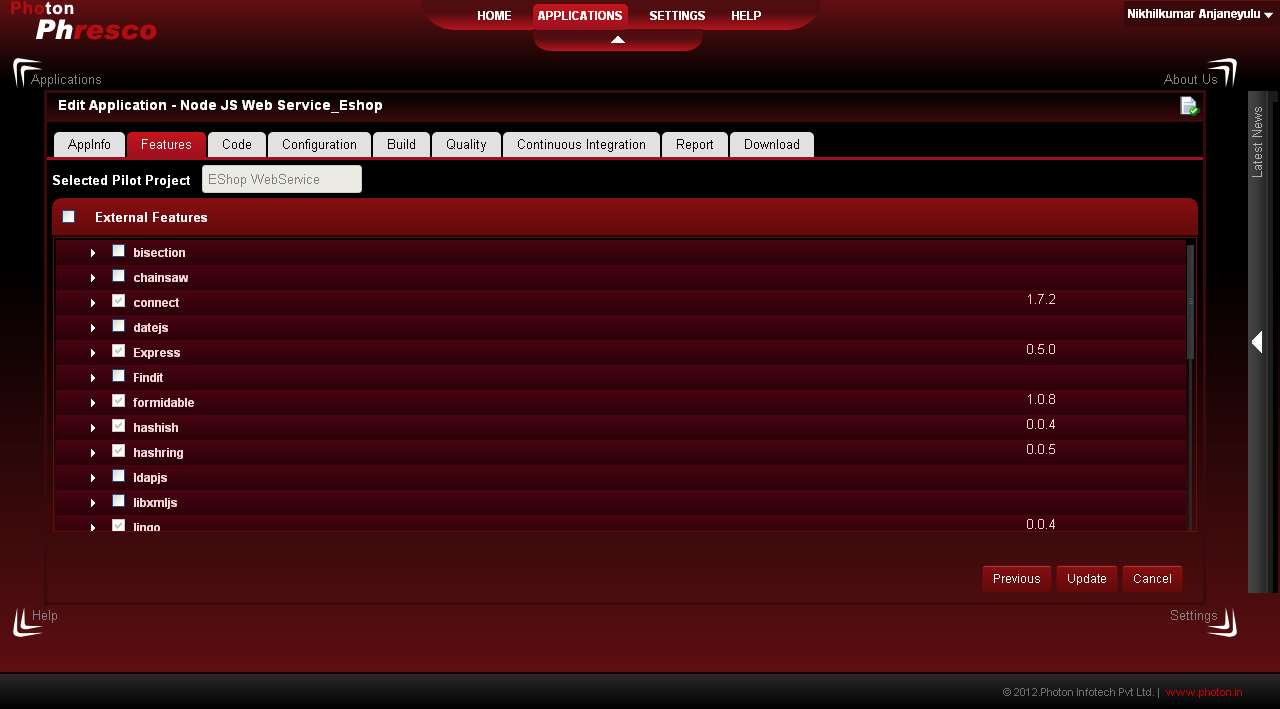 Photon
Phresco
HOME APPLICATIONS SETTINGS HELP
Nikhilkumar Anjaneyulu
Applications
About Us
Edit Application - Node JS Web Service_Eshop
AppInfo Features Code Configuration Build Quality Continuous Integration Report Download
Latest News
Selected Pilot Project EShop WebService
External Features
bisection
chainsaw
connect 1.7.2
datejs
Express 0.5.0
Findit
formidable 1.0.8
hashish 0.0.4
hashring 0.0.5
ldapjs
libxmljs
lingo 0.0.4
Previous Update Cancel
Help
Settings
© 2012.Photon Infotech Pvt Ltd. | www.photon.in